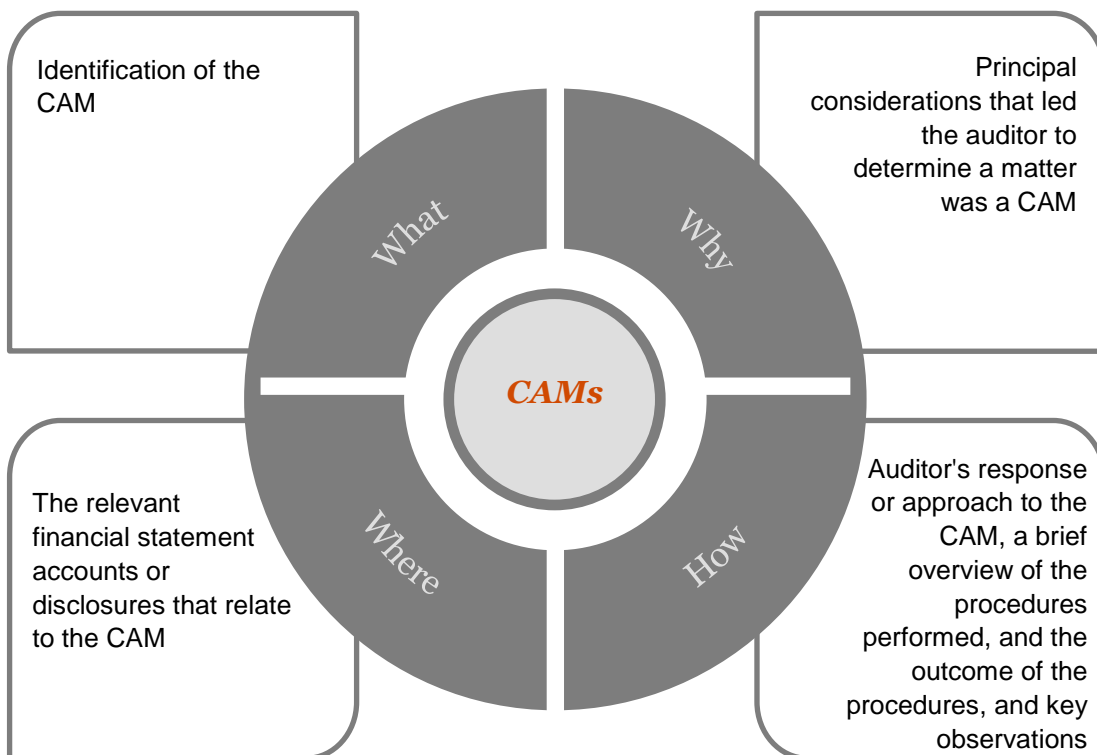 Identification of the
CAM
Principal
considerations that led
the auditor to
determine a matter
was a CAM
What
Why
CAMs
Where
How
The relevant
financial statement
accounts or
disclosures that relate
to the CAM
Auditor's response
or approach to the
CAM, a brief
overview of the
procedures
performed, and the
outcome of the
procedures, and key
observations